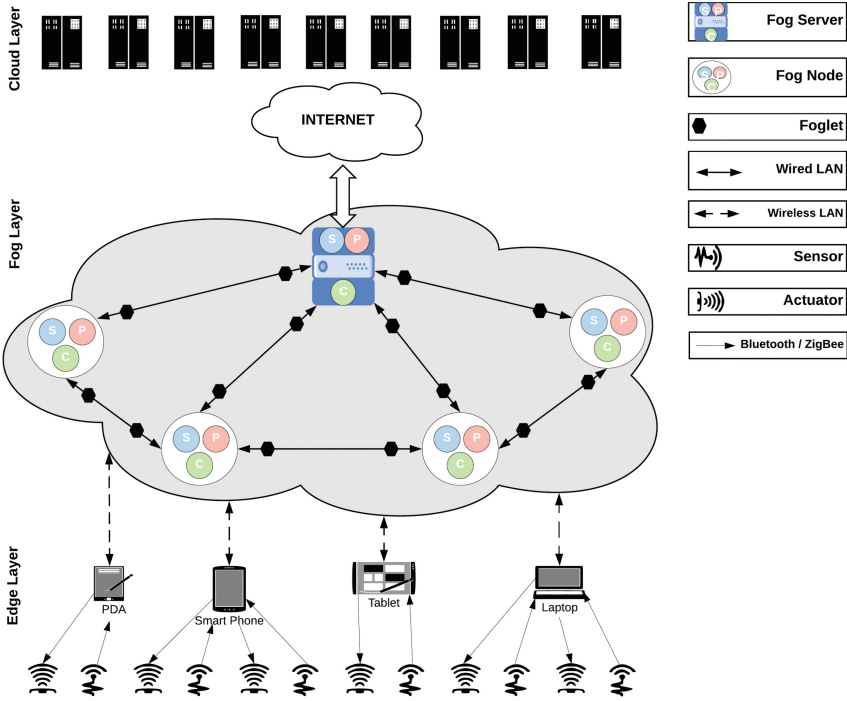 Cloud Layer
INTERNET
Fog Layer
S P
C
S P
C
S P
C
S P
C
S P
C
Edge Layer
PDA
Smart Phone
Tablet
Laptop
S P
C
Fog Server
S P
C
Fog Node
Foglet
Wired LAN
Wireless LAN
Sensor
Actuator
Bluetooth / ZigBee